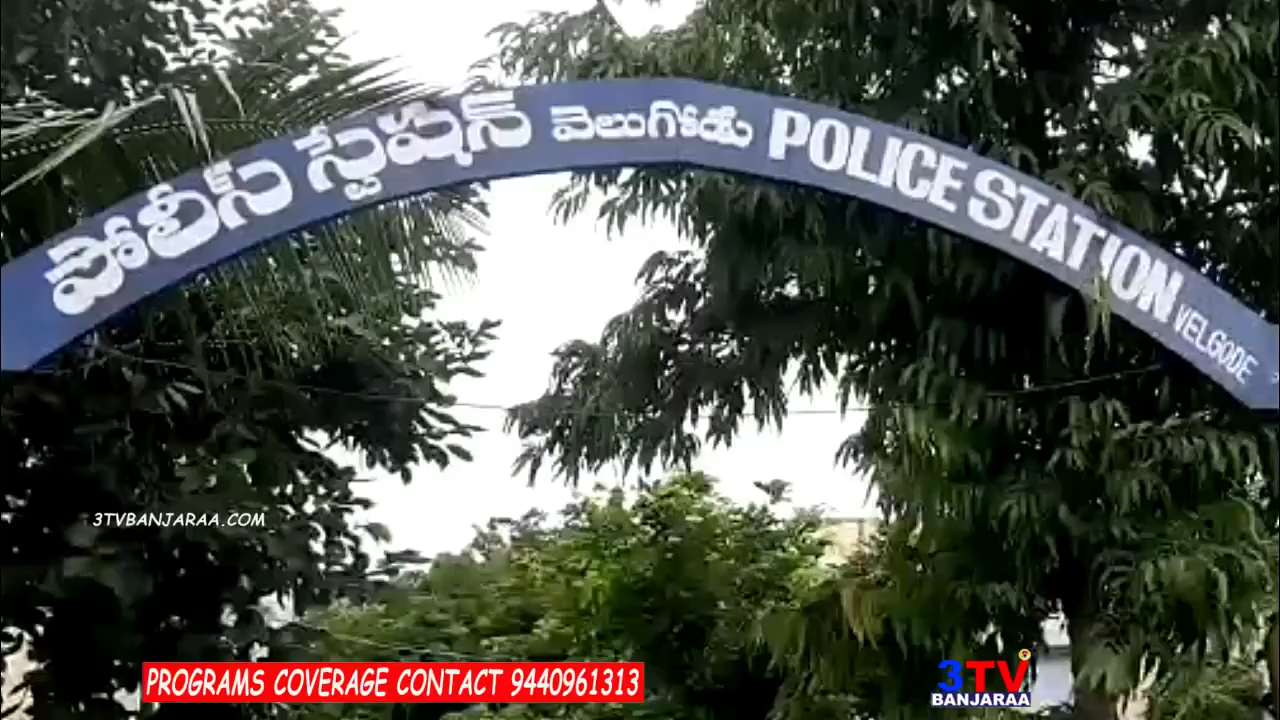 పోలీస్ స్టేషన్ వెలుగోడు POLICE STATION VELGODE
3TVBANJARAA.COM
PROGRAMS COVERAGE CONTACT 9440961313
3TV
BANJARAA